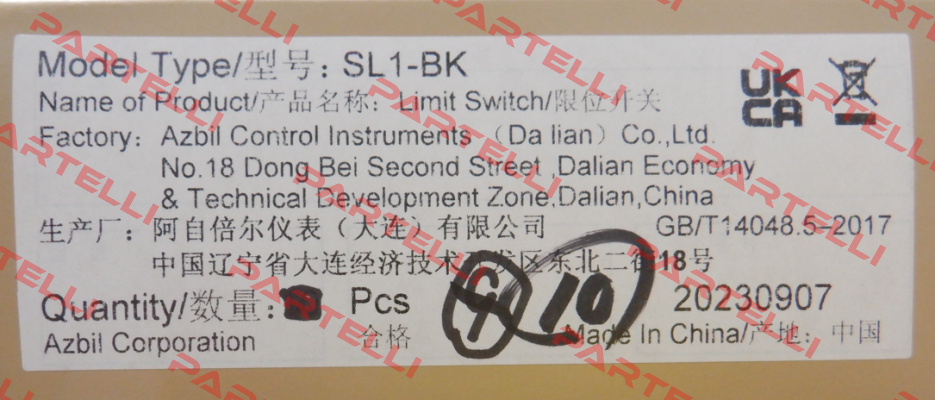 Model Type/型号: SL1-BK
Name of Product/产品名称: Limit Switch/限位开关
Factory: Azbil Control Instruments (Da lian) Co.,Ltd.
No.18 Dong Bei Second Street ,Dalian Economy
& Technical Development Zone,Dalian,China
生产厂: 阿自倍尔仪表（大连）有限公司 GB/T14048.5-2017
中国辽宁省大连经济技术开发区东北二街18号
Quantity/数量: Pcs 10 20230907
Azbil Corporation 合格 Made In China/产地: 中国
UK
CA
PARTELLI